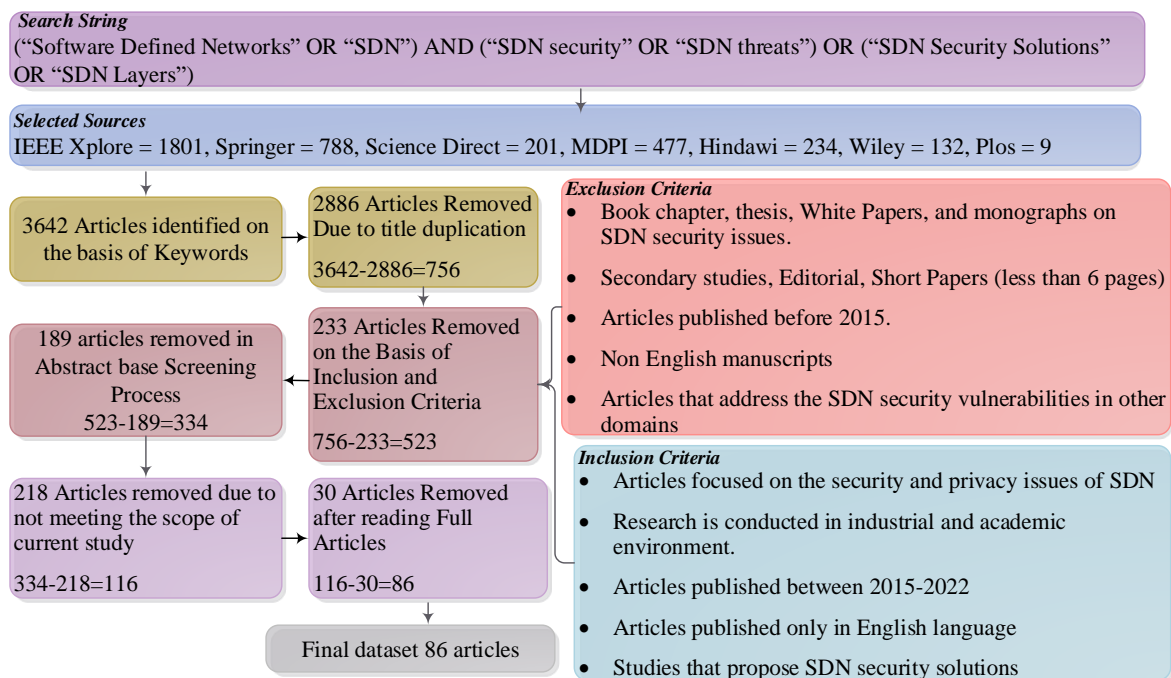 Search String
(“Software Defined Networks” OR “SDN”) AND (“SDN security” OR “SDN threats”) OR (“SDN Security Solutions”
OR “SDN Layers”)
Selected Sources
IEEE Xplore = 1801, Springer = 788, Science Direct = 201, MDPI = 477, Hindawi = 234, Wiley = 132, Plos = 9
3642 Articles identified on
the basis of Keywords
2886 Articles Removed
Due to title duplication
3642-2886=756
233 Articles Removed
on the Basis of
Inclusion and
Exclusion Criteria
756-233=523
189 articles removed in
Abstract base Screening
Process
523-189=334
218 Articles removed due to
not meeting the scope of
current study
334-218=116
30 Articles Removed
after reading Full
Articles
116-30=86
Final dataset 86 articles
Exclusion Criteria
• Book chapter, thesis, White Papers, and monographs on
SDN security issues.
• Secondary studies, Editorial, Short Papers (less than 6 pages)
• Articles published before 2015.
• Non English manuscripts
• Articles that address the SDN security vulnerabilities in other
domains
Inclusion Criteria
• Articles focused on the security and privacy issues of SDN
• Research is conducted in industrial and academic
environment.
• Articles published between 2015-2022
• Articles published only in English language
• Studies that propose SDN security solutions